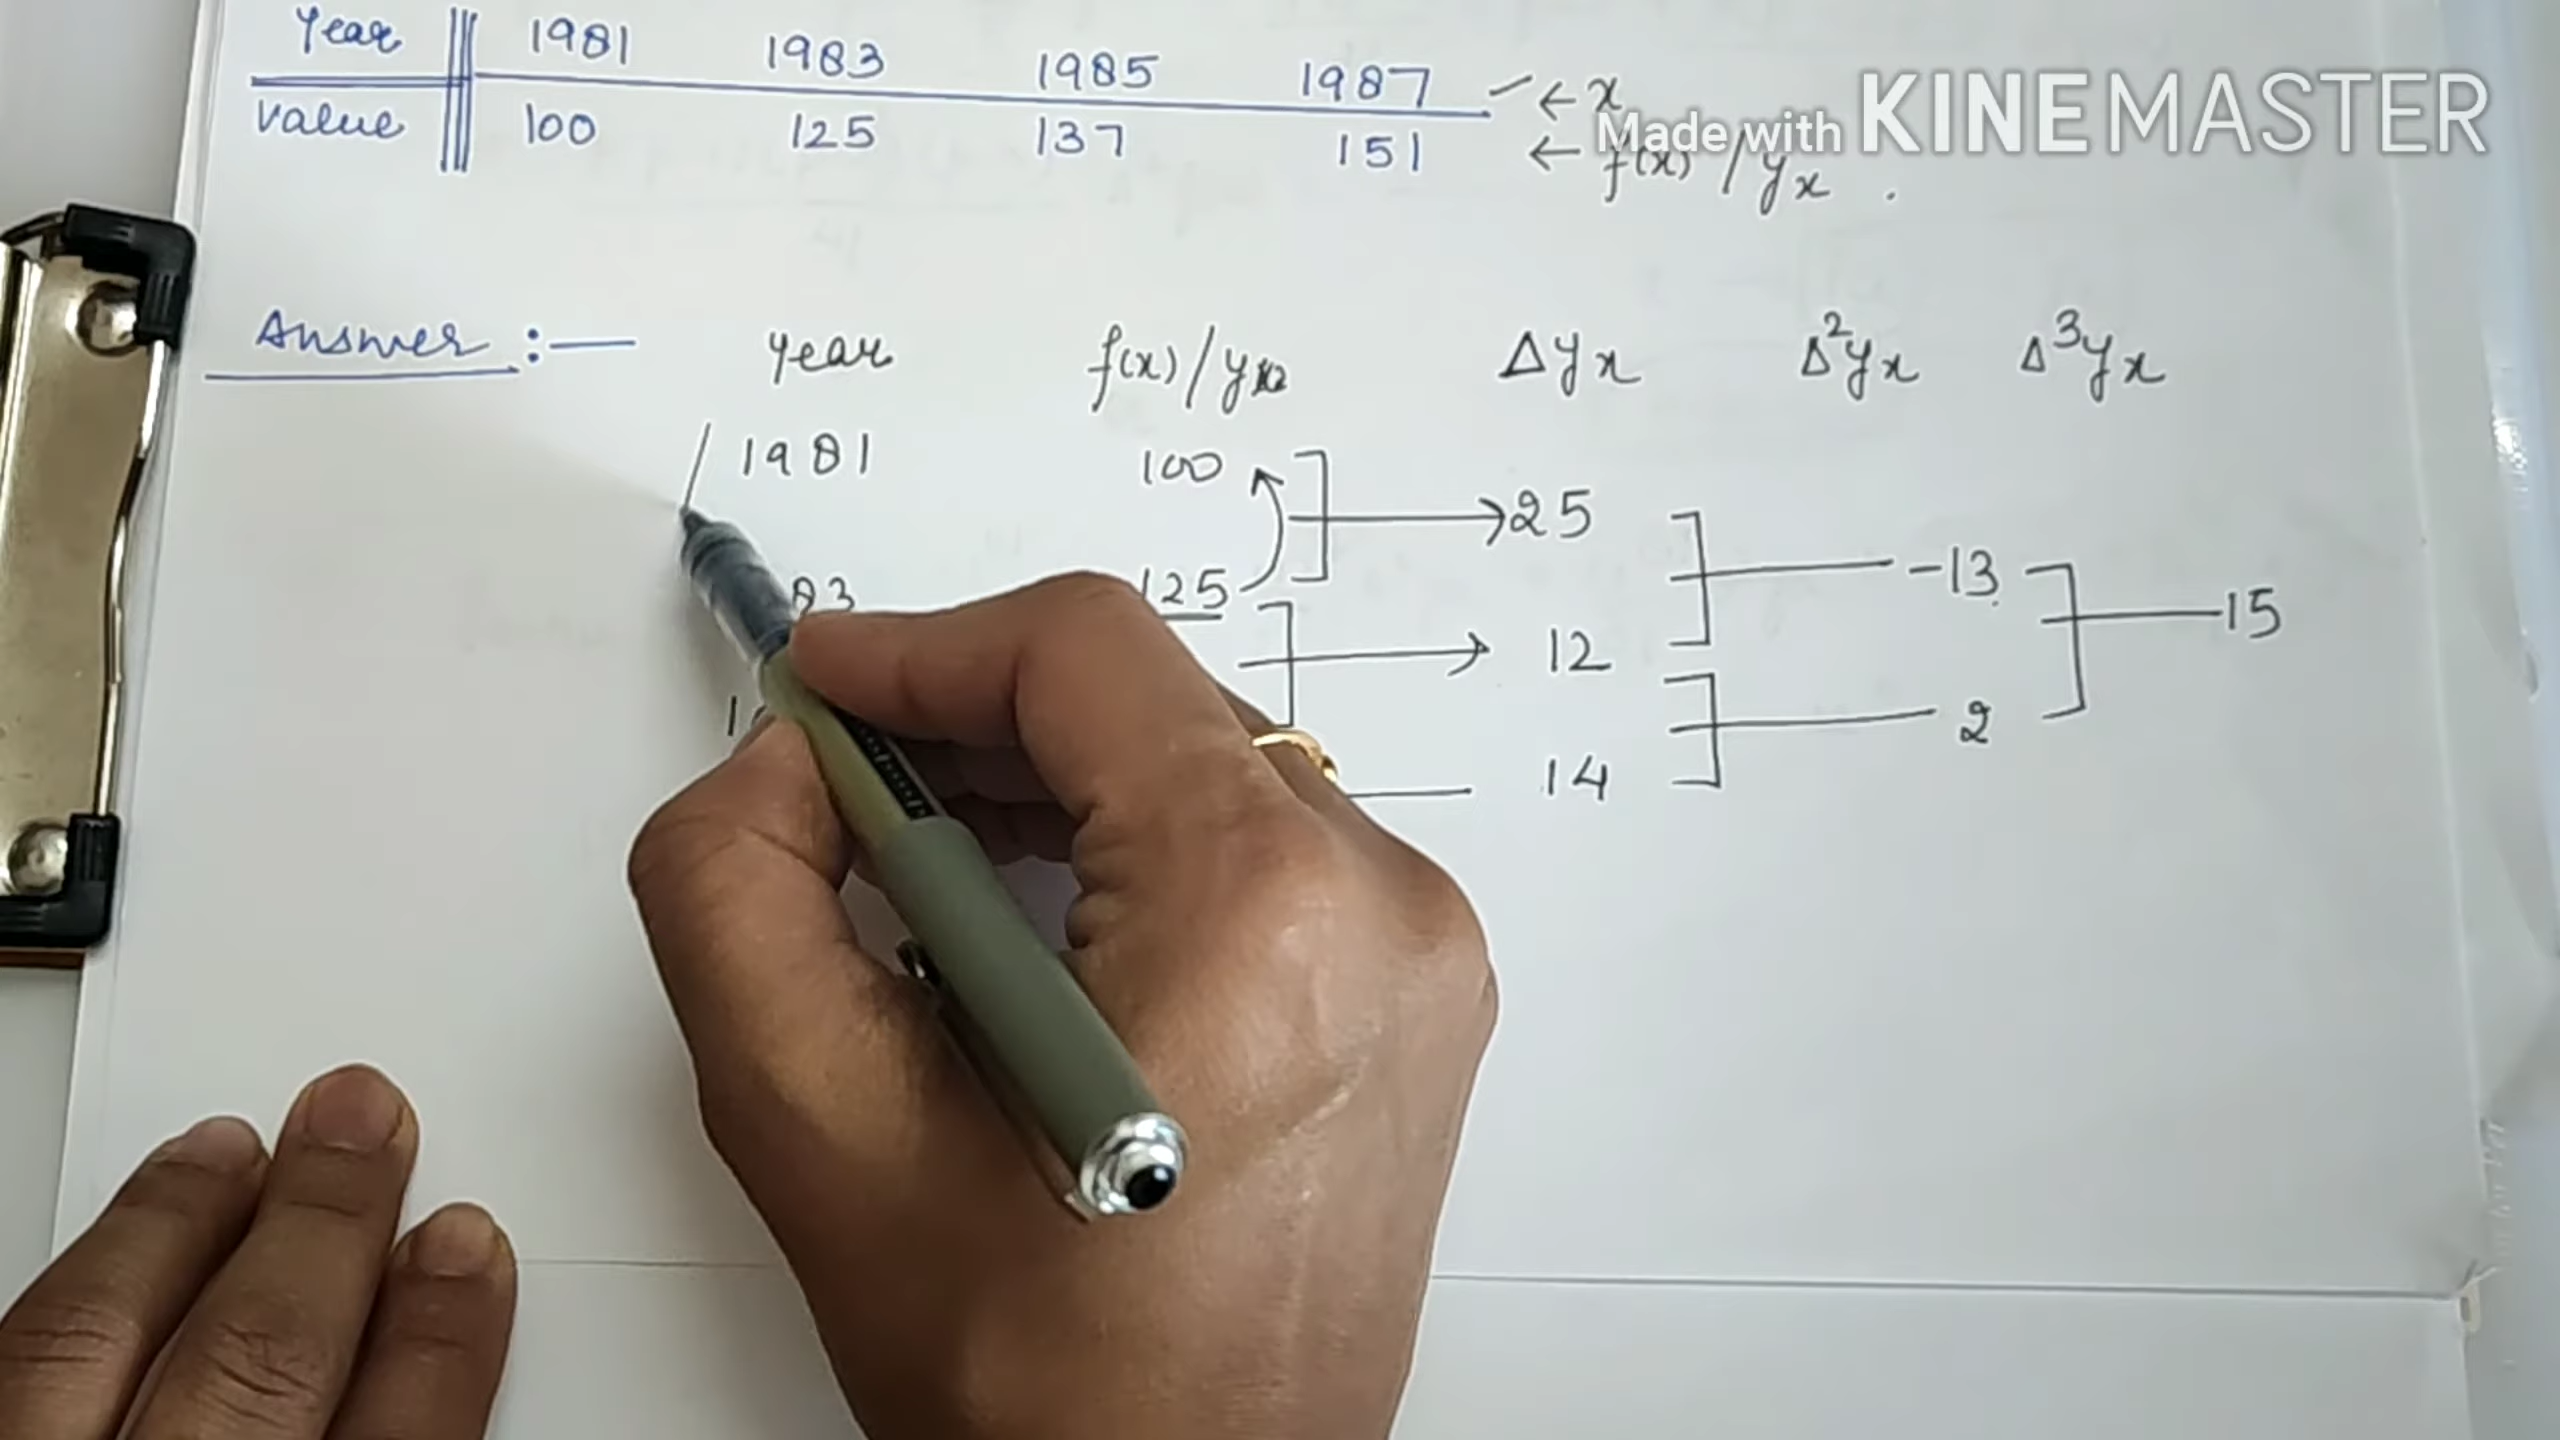 Year 1981 1983 1985 1987 ← x
Value 100 125 137 151 ← f(x) / yx .
Made with KINEMASTER
Answer :— year f(x)/yx Δyx Δ²yx Δ³yx
1981 100
25
83 125 -13
12 15
2
14